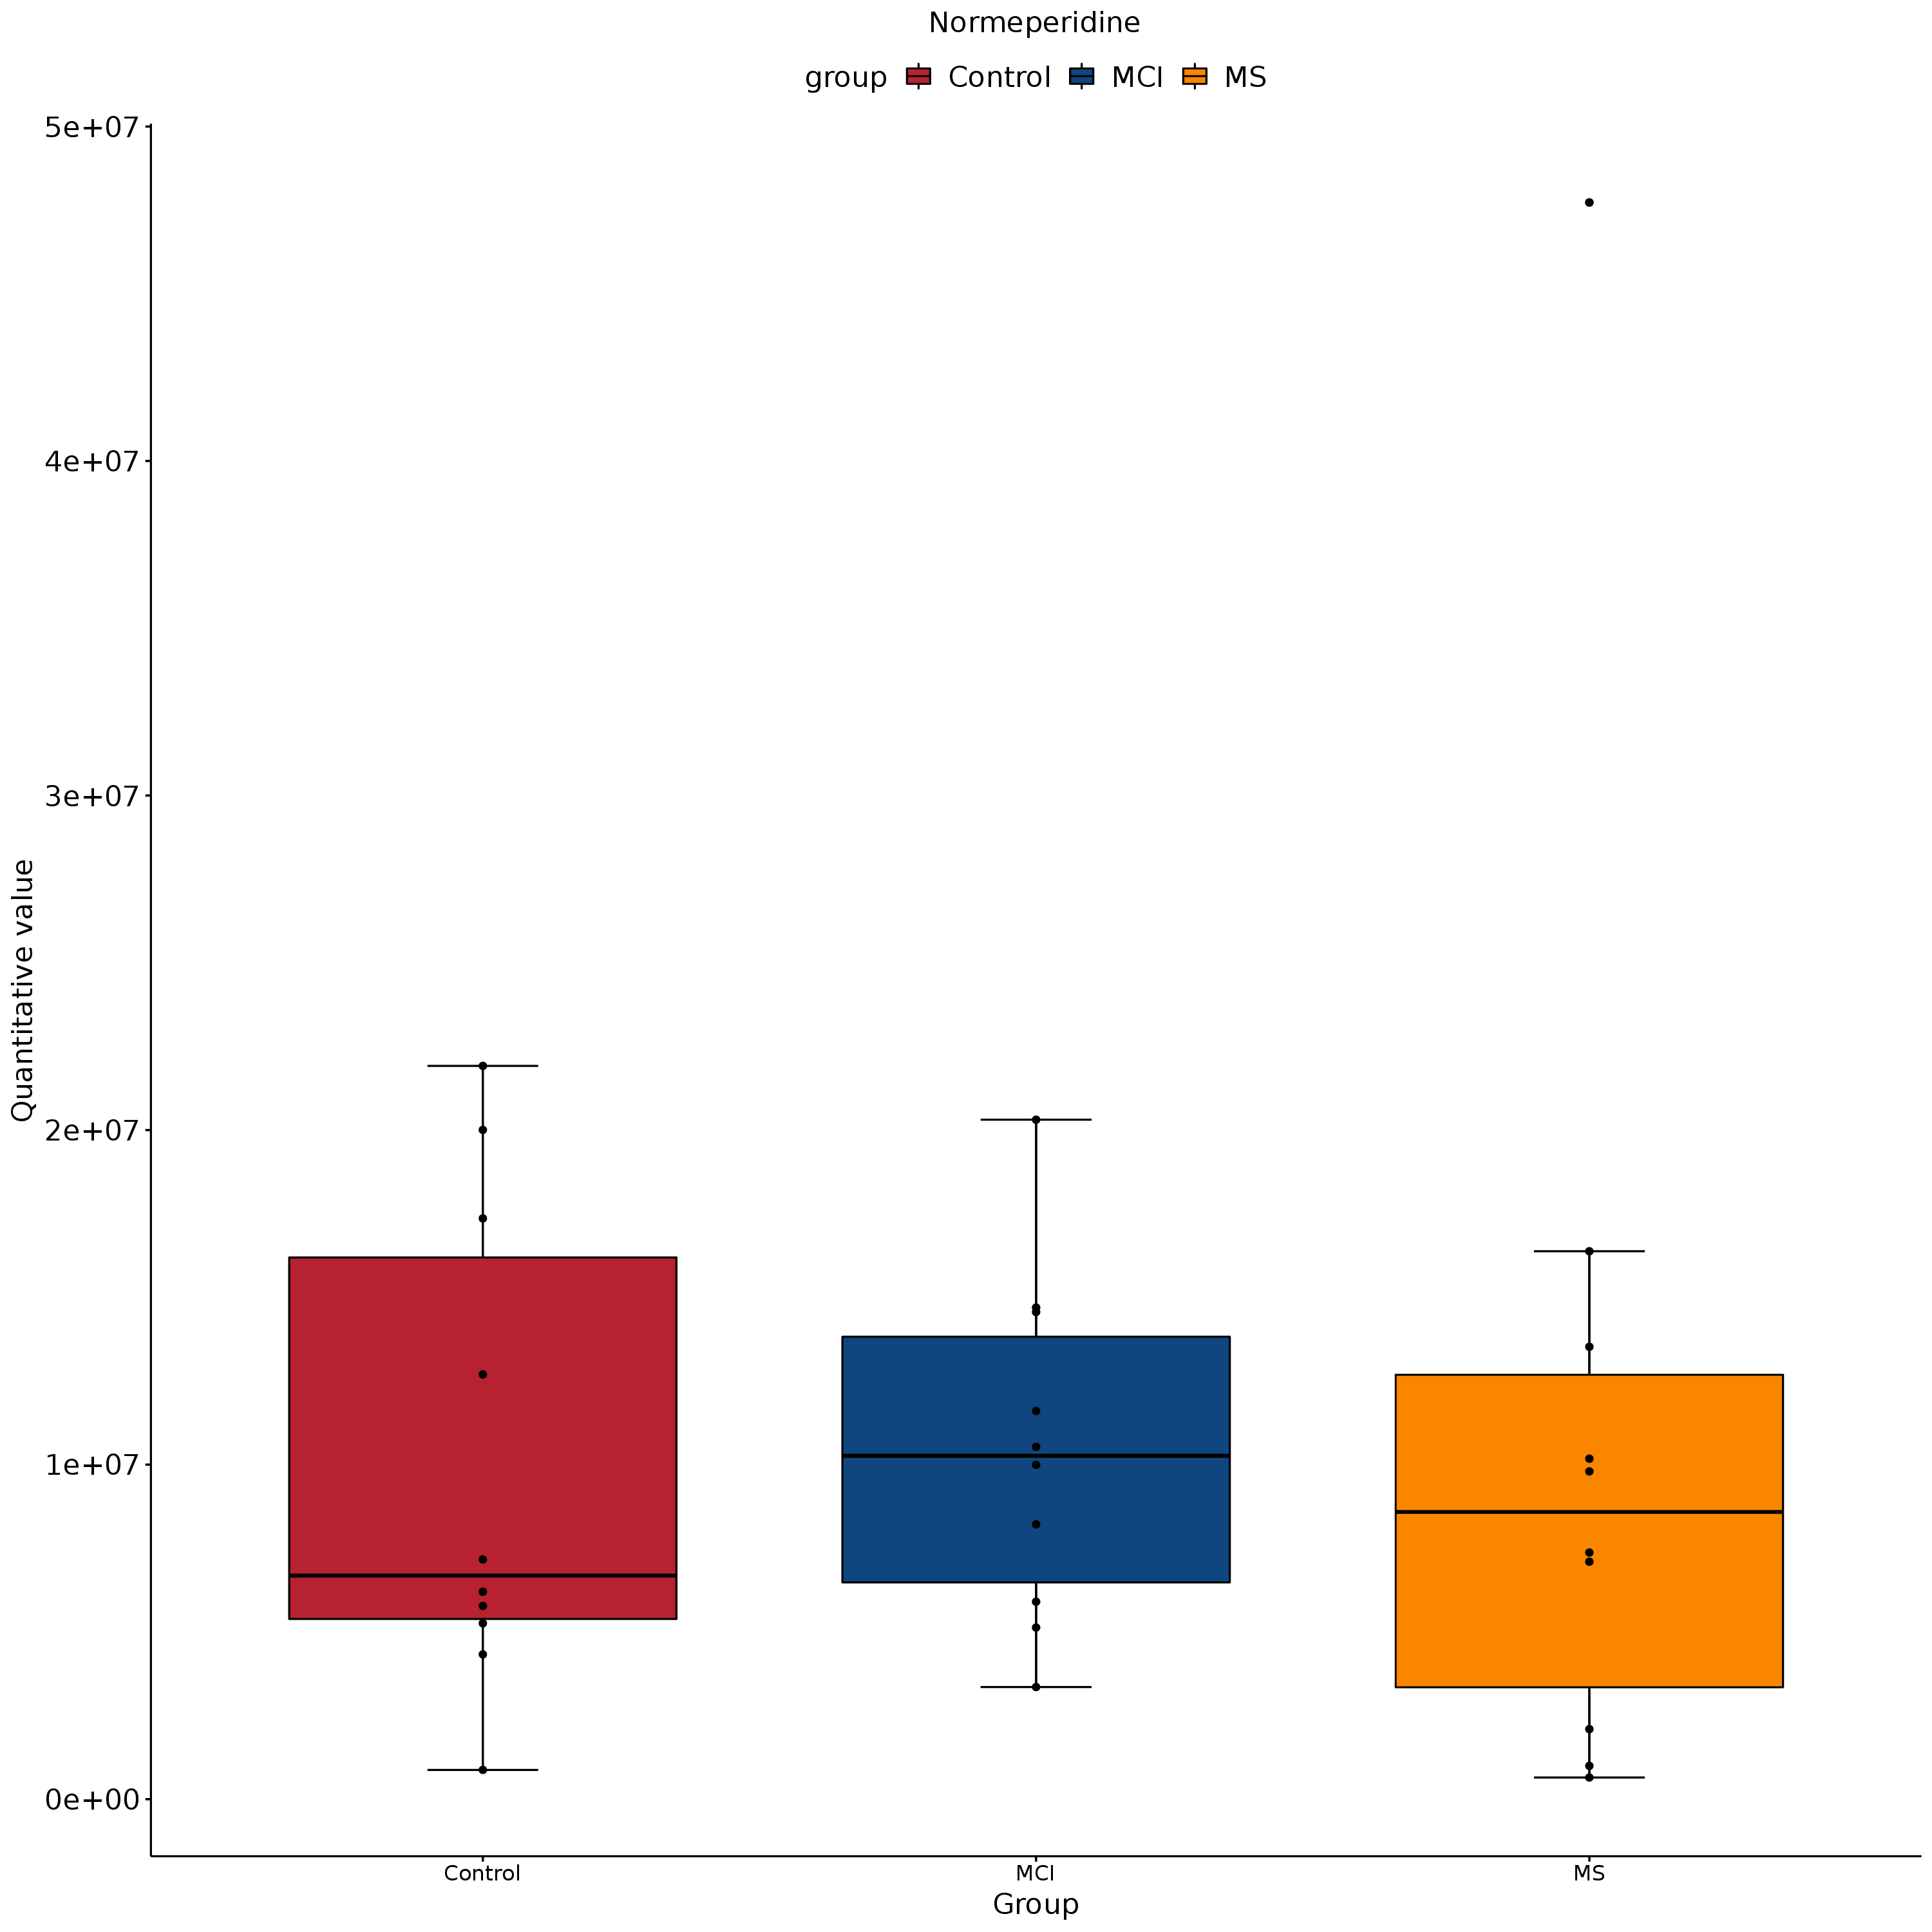 Normeperidine
group Control MCI MS
5e+07
4e+07
3e+07
2e+07
1e+07
0e+00
Quantitative value
Control MCI MS
Group